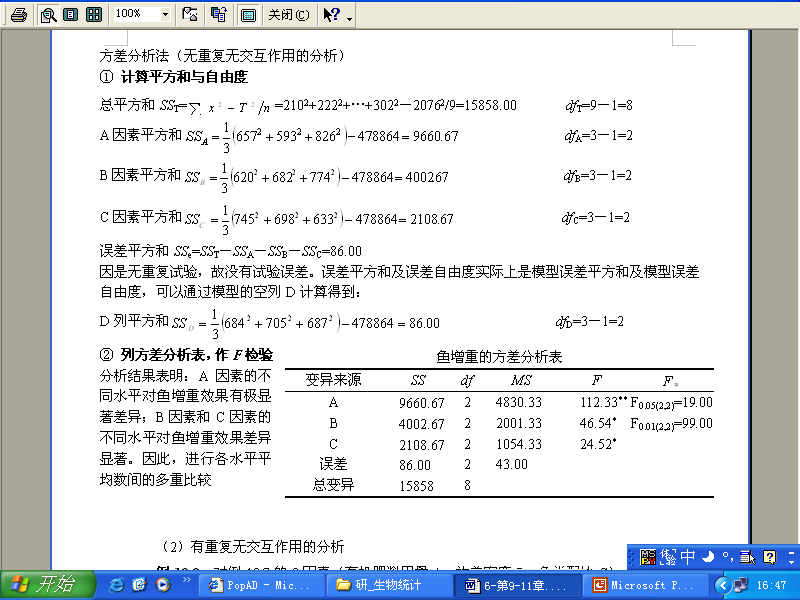 100%
关闭(C)
方差分析法（无重复无交互作用的分析）
① 计算平方和与自由度
总平方和 SST=∑ x² − T²/n =210²+222²+…+302²－2076²/9=15858.00 dfT=9－1=8
A 因素平方和 SSA = 1/3(657² + 593² + 826²) − 478864 = 9660.67 dfA=3－1=2
B 因素平方和 SSB = 1/3(620² + 682² + 774²) − 478864 = 400267 dfB=3－1=2
C 因素平方和 SSC = 1/3(745² + 698² + 633²) − 478864 = 2108.67 dfC=3－1=2
误差平方和 SSe=SST－SSA－SSB－SSC=86.00
因是无重复试验，故没有试验误差。误差平方和及误差自由度实际上是模型误差平方和及模型误差
自由度，可以通过模型的空列 D 计算得到：
D 列平方和 SSD = 1/3(684² + 705² + 687²) − 478864 = 86.00 dfD=3－1=2
② 列方差分析表，作 F 检验
分析结果表明：A 因素的不
同水平对鱼增重效果有极显
著差异；B 因素和 C 因素的
不同水平对鱼增重效果差异
显著。因此，进行各水平平
均数间的多重比较
鱼增重的方差分析表
变异来源 SS df MS F Fα
A 9660.67 2 4830.33 112.33** F0.05(2,2)=19.00
B 4002.67 2 2001.33 46.54* F0.01(2,2)=99.00
C 2108.67 2 1054.33 24.52*
误差 86.00 2 43.00
总变异 15858 8
（2）有重复无交互作用的分析
中
开始
PopAD - Mic...
研_生物统计
6-第9-11章....
Microsoft P...
16:47